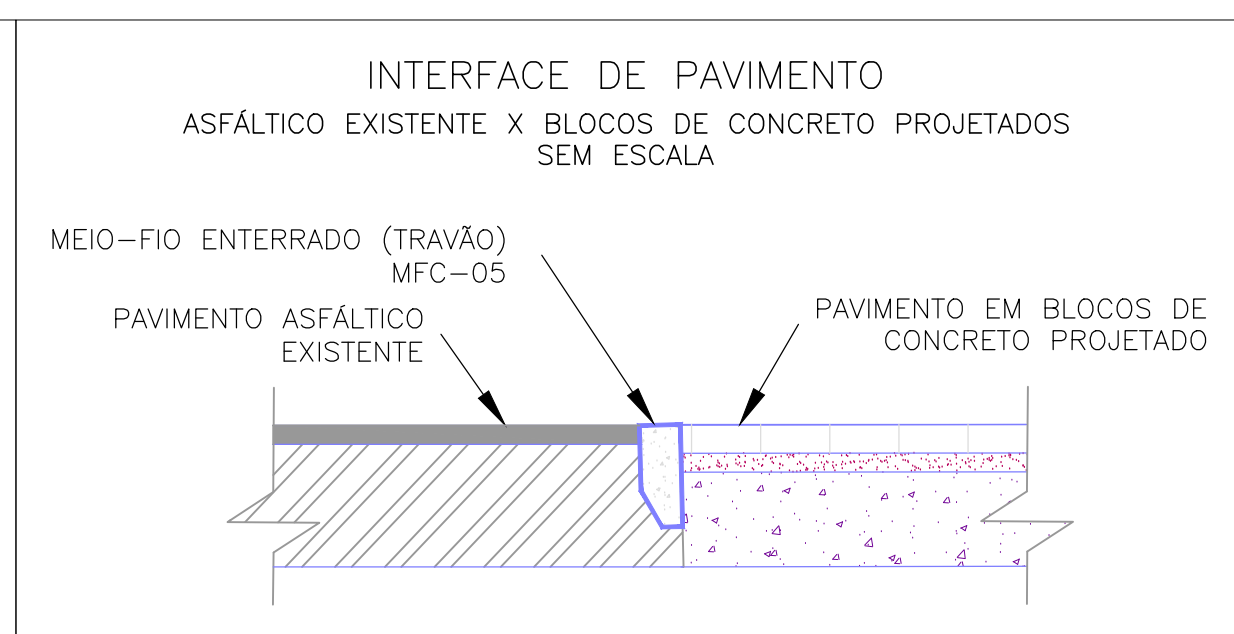 INTERFACE DE PAVIMENTO
ASFÁLTICO EXISTENTE X BLOCOS DE CONCRETO PROJETADOS
SEM ESCALA
MEIO-FIO ENTERRADO (TRAVÃO)
MFC-05
PAVIMENTO ASFÁLTICO
EXISTENTE
PAVIMENTO EM BLOCOS DE
CONCRETO PROJETADO